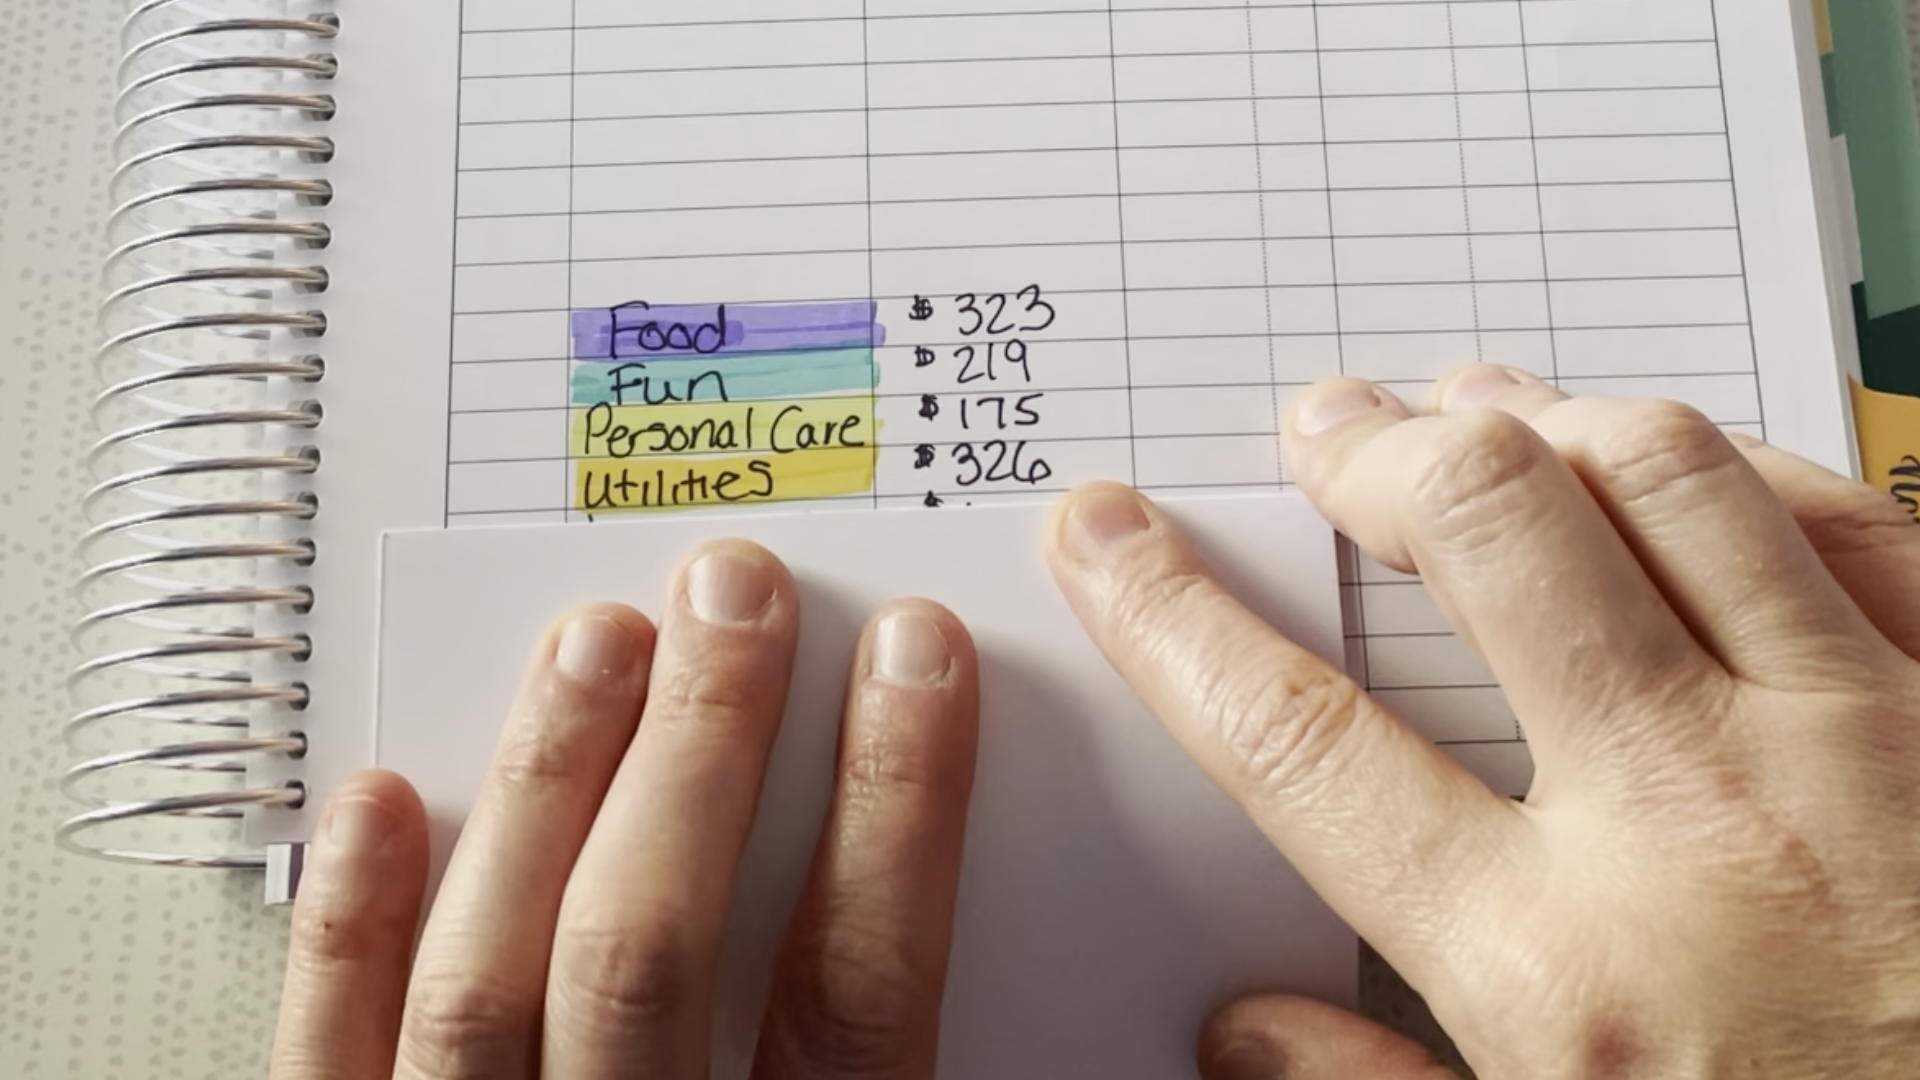 Food $ 323
Fun $ 219
Personal Care $ 175
Utilities $ 326